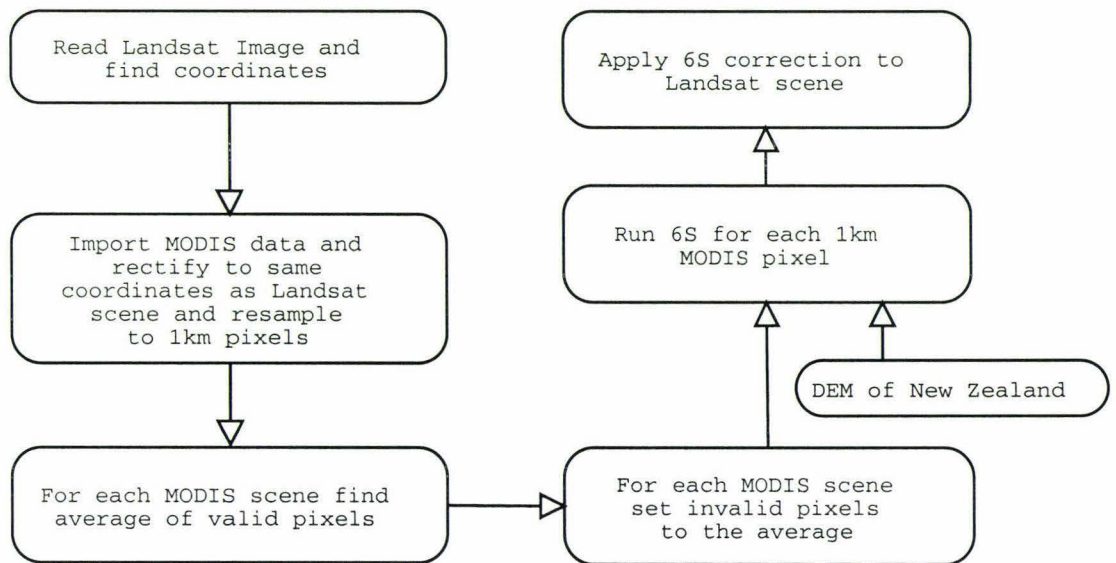 Read Landsat Image and
find coordinates
Import MODIS data and
rectify to same
coordinates as Landsat
scene and resample
to 1km pixels
For each MODIS scene find
average of valid pixels
For each MODIS scene
set invalid pixels
to the average
DEM of New Zealand
Run 6S for each 1km
MODIS pixel
Apply 6S correction to
Landsat scene